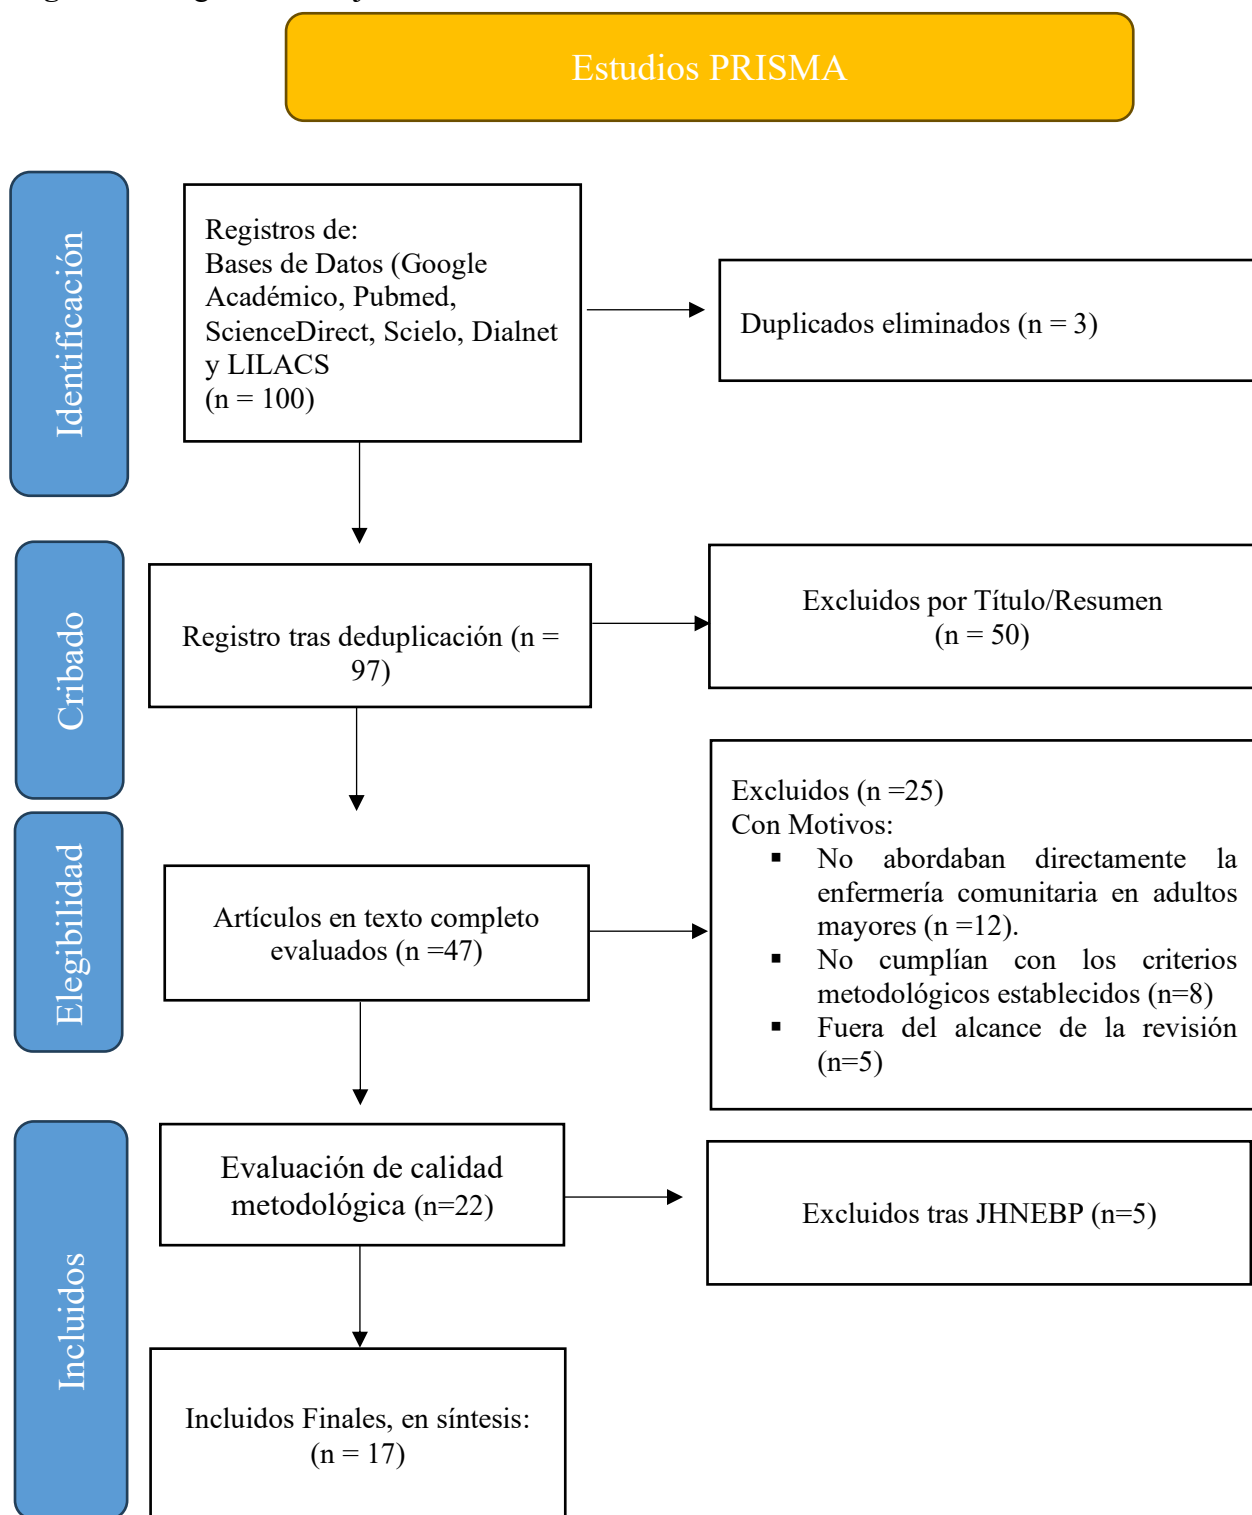 Estudios PRISMA
Identificación
Registros de:
Bases de Datos (Google
Académico, Pubmed,
ScienceDirect, Scielo, Dialnet
y LILACS
(n = 100)
Duplicados eliminados (n = 3)
Cribado
Registro tras deduplicación (n =
97)
Excluidos por Título/Resumen
(n = 50)
Elegibilidad
Artículos en texto completo
evaluados (n =47)
Excluidos (n =25)
Con Motivos:
▪ No abordaban directamente la
enfermería comunitaria en adultos
mayores (n =12).
▪ No cumplían con los criterios
metodológicos establecidos (n=8)
▪ Fuera del alcance de la revisión
(n=5)
Incluidos
Evaluación de calidad
metodológica (n=22)
Excluidos tras JHNEBP (n=5)
Incluidos Finales, en síntesis:
(n = 17)